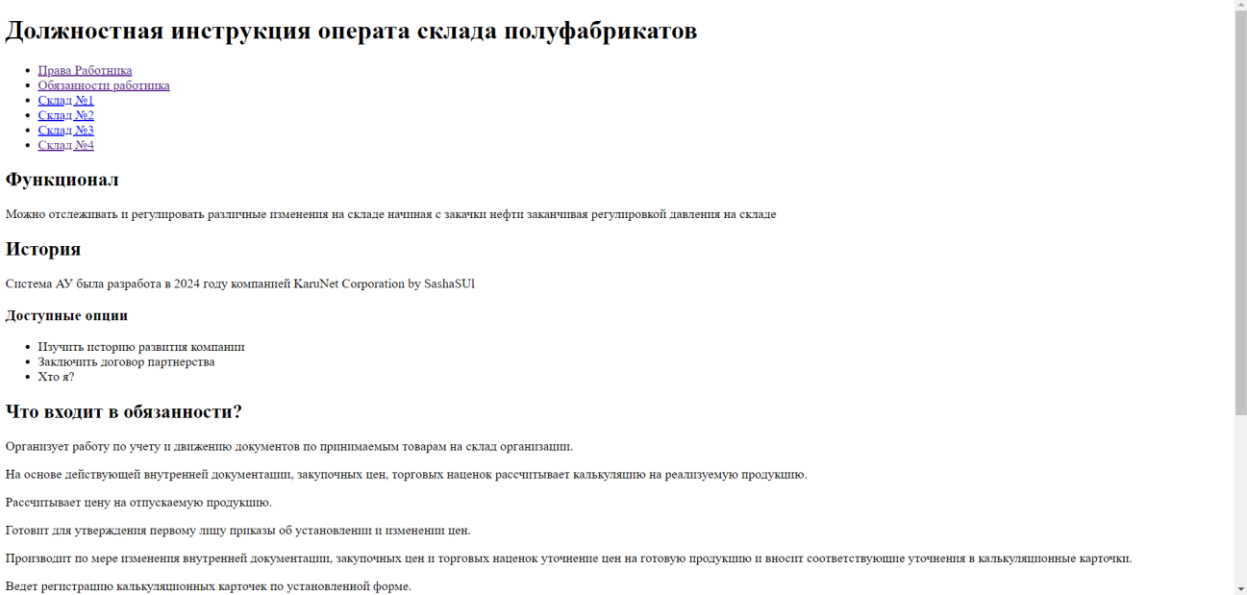 Должностная инструкция операта склада полуфабрикатов
Права Работника
Обязанности работника
Склад №1
Склад №2
Склад №3
Склад №4
Функционал
Можно отслеживать и регулировать различные изменения на складе начиная с закачки нефти заканчивая регулировкой давления на складе
История
Система АУ была разработа в 2024 году компанией KaruNet Corporation by SashaSUl
Доступные опции
Изучить историю развития компании
Заключить договор партнерства
Хто я?
Что входит в обязанности?
Организует работу по учету и движению документов по принимаемым товарам на склад организации.
На основе действующей внутренней документации, закупочных цен, торговых наценок рассчитывает калькуляцию на реализуемую продукцию.
Рассчитывает цену на отпускаемую продукцию.
Готовит для утверждения первому лицу приказы об установлении и изменении цен.
Производит по мере изменения внутренней документации, закупочных цен и торговых наценок уточнение цен на готовую продукцию и вносит соответствующие уточнения в калькуляционные карточки.
Ведет регистрацию калькуляционных карточек по установленной форме.